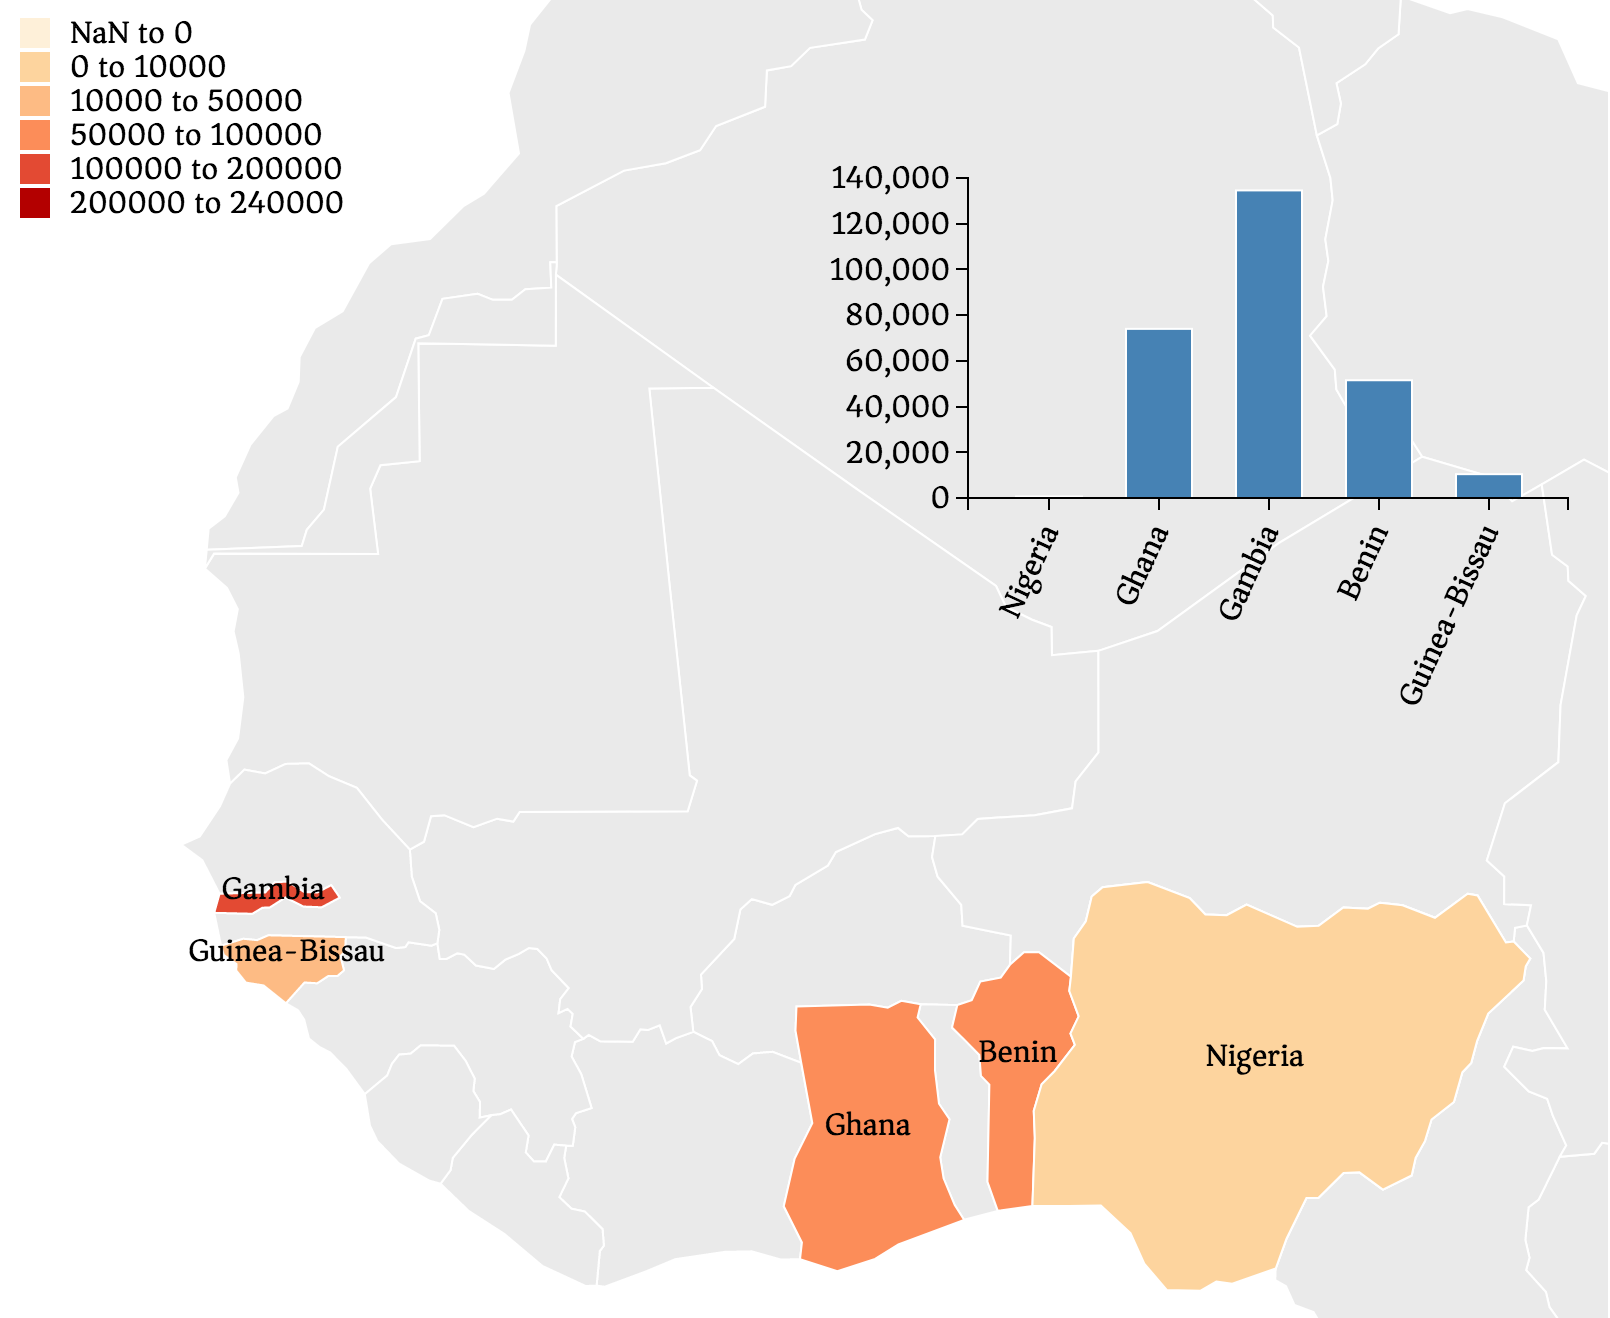 NaN to 0
0 to 10000
10000 to 50000
50000 to 100000
100000 to 200000
200000 to 240000
140,000
120,000
100,000
80,000
60,000
40,000
20,000
0
Nigeria
Ghana
Gambia
Benin
Guinea-Bissau
Gambia
Guinea-Bissau
Benin
Nigeria
Ghana